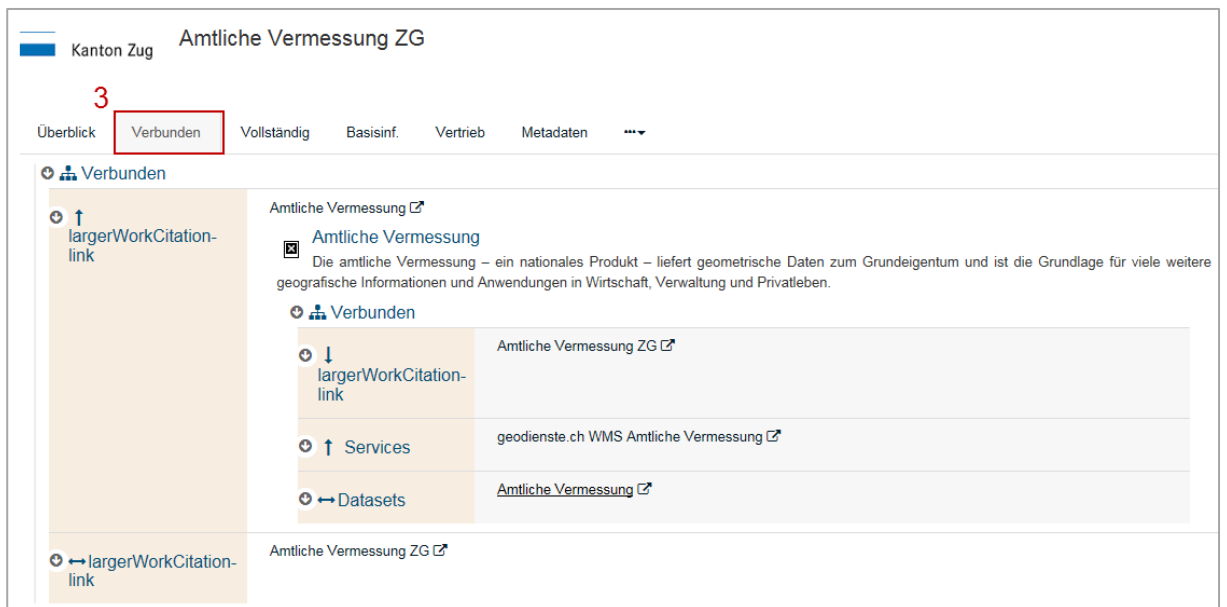 Kanton Zug
Amtliche Vermessung ZG
3
Überblick Verbunden Vollständig Basisinf. Vertrieb Metadaten
Verbunden
largerWorkCitation-
link
Amtliche Vermessung
Amtliche Vermessung
Die amtliche Vermessung – ein nationales Produkt – liefert geometrische Daten zum Grundeigentum und ist die Grundlage für viele weitere
geografische Informationen und Anwendungen in Wirtschaft, Verwaltung und Privatleben.
Verbunden
largerWorkCitation-
link
Amtliche Vermessung ZG
Services
geodienste.ch WMS Amtliche Vermessung
Datasets
Amtliche Vermessung
largerWorkCitation-
link
Amtliche Vermessung ZG